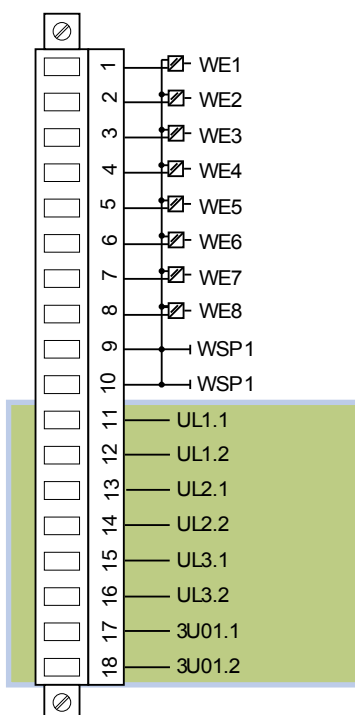 1 WE1
2 WE2
3 WE3
4 WE4
5 WE5
6 WE6
7 WE7
8 WE8
9 WSP1
10 WSP1
11 UL1.1
12 UL1.2
13 UL2.1
14 UL2.2
15 UL3.1
16 UL3.2
17 3U01.1
18 3U01.2